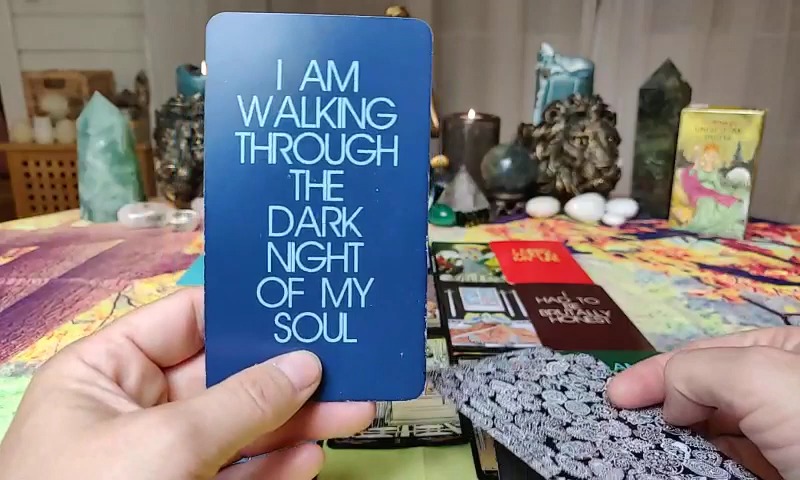 I AM
WALKING
THROUGH
THE
DARK
NIGHT
OF MY
SOUL
I
HAD TO
BE
BRUTALLY
HONEST